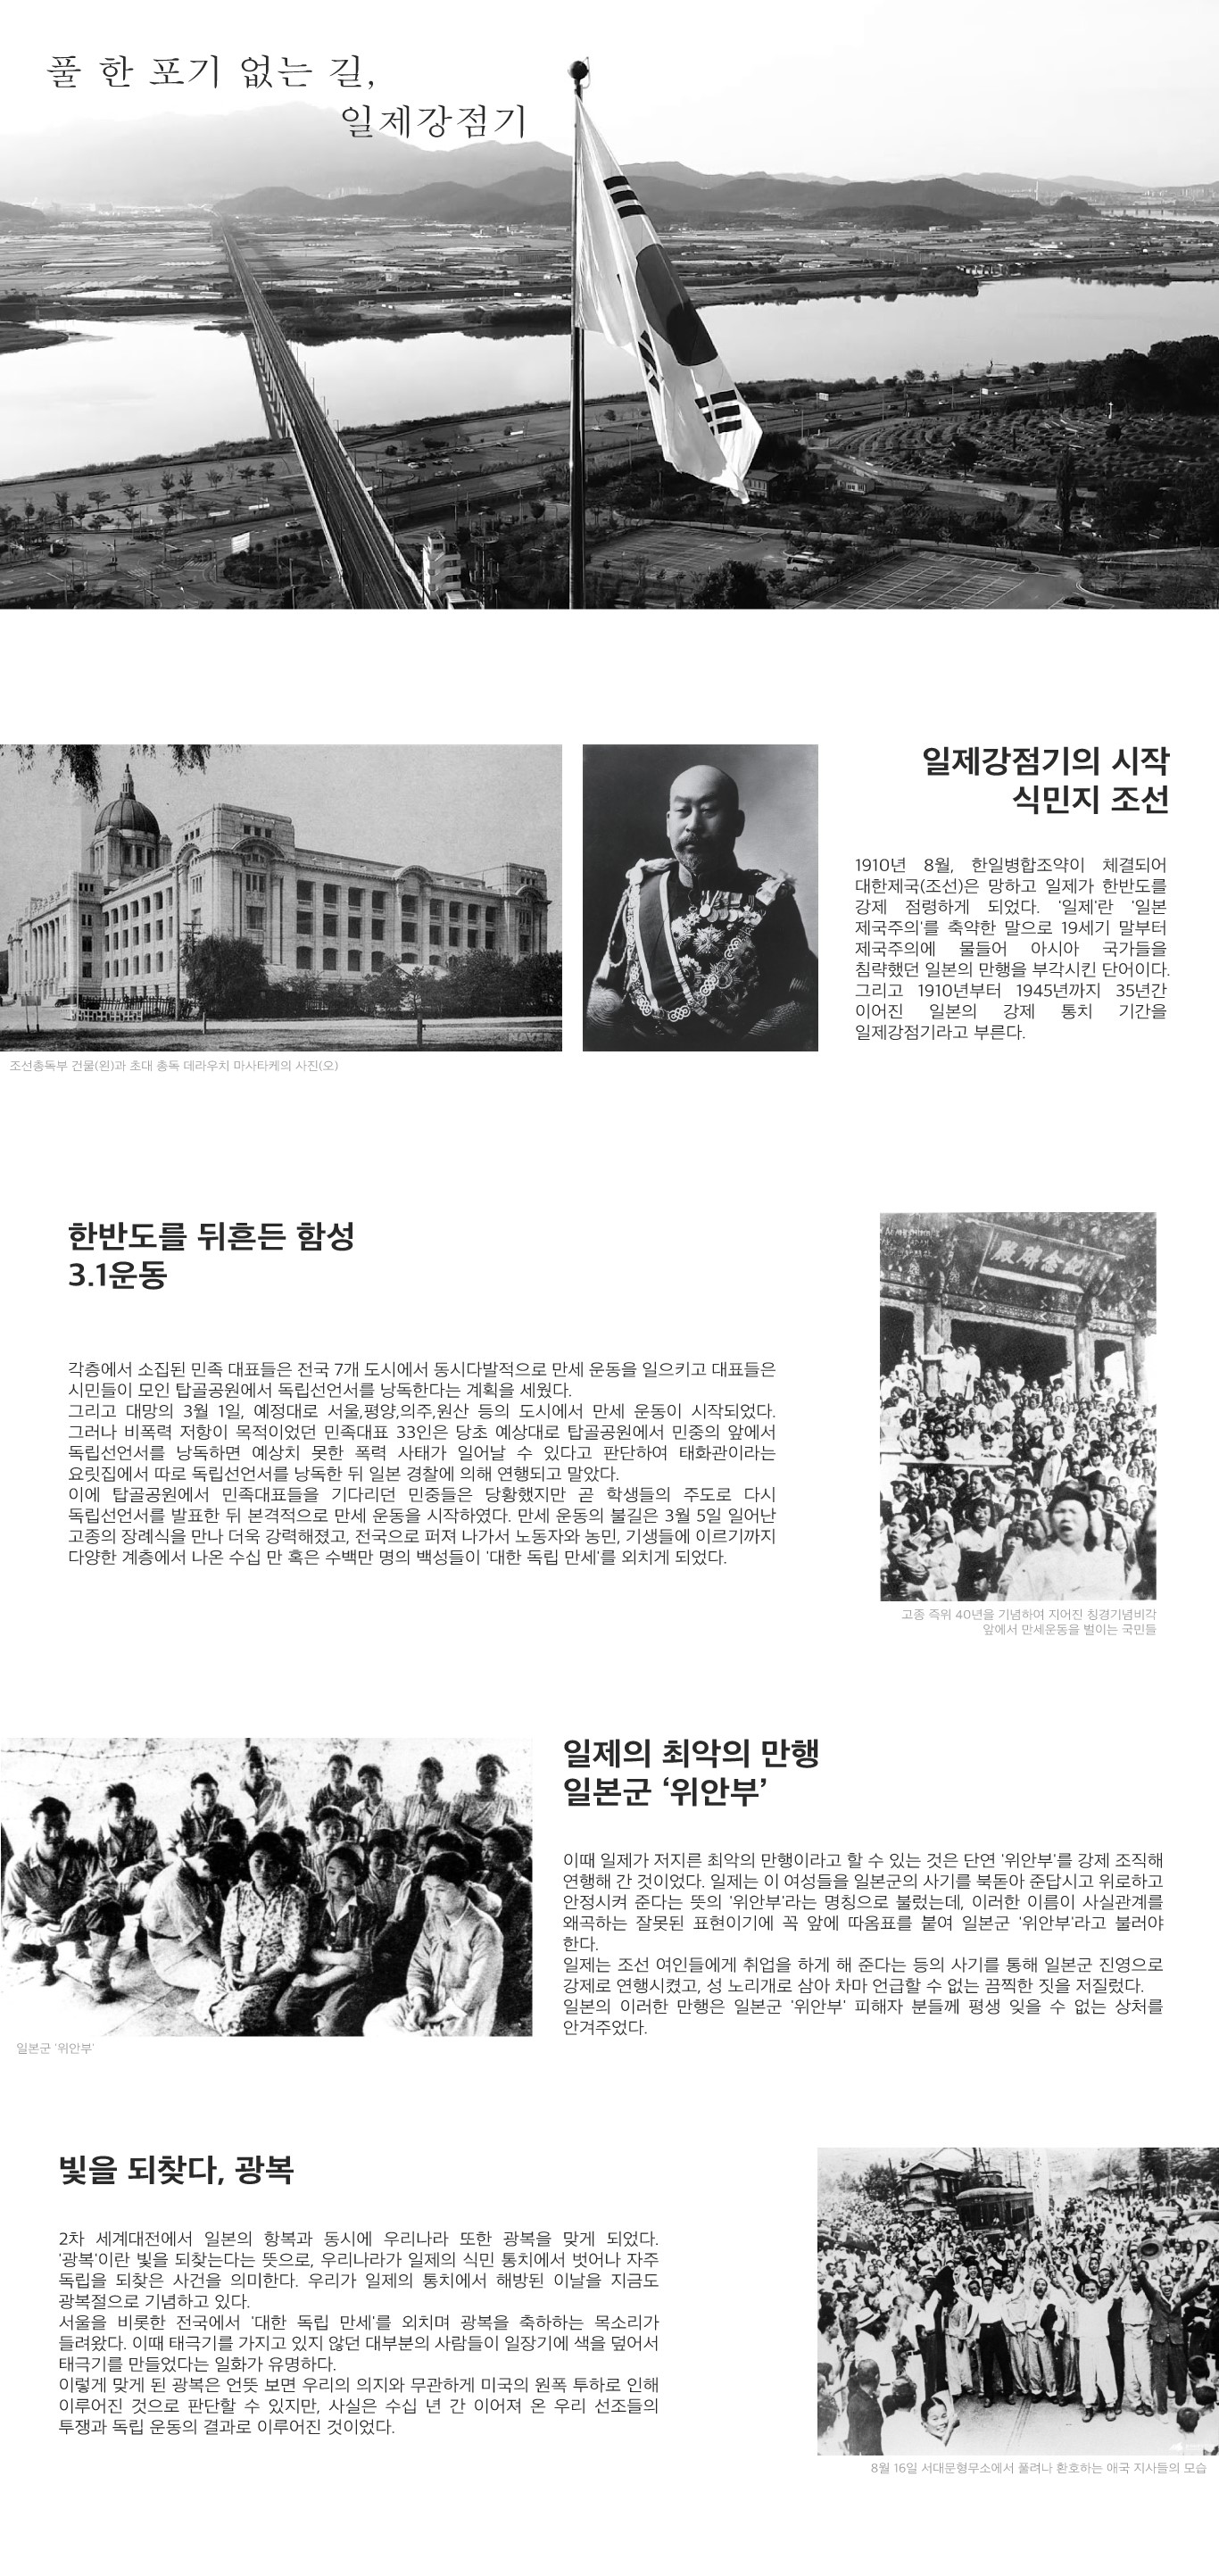 풀 한 포기 없는 길,
일제강점기
NAVER
일제강점기의 시작
식민지 조선
1910년 8월, 한일병합조약이 체결되어
대한제국(조선)은 망하고 일제가 한반도를
강제 점령하게 되었다. '일제'란 '일본
제국주의'를 축약한 말으로 19세기 말부터
제국주의에 물들어 아시아 국가들을
침략했던 일본의 만행을 부각시킨 단어이다.
그리고 1910년부터 1945년까지 35년간
이어진 일본의 강제 통치 기간을
일제강점기라고 부른다.
조선총독부 건물(왼)과 초대 총독 데라우치 마사타케의 사진(오)
한반도를 뒤흔든 함성
3.1운동
각층에서 소집된 민족 대표들은 전국 7개 도시에서 동시다발적으로 만세 운동을 일으키고 대표들은
시민들이 모인 탑골공원에서 독립선언서를 낭독한다는 계획을 세웠다.
그리고 대망의 3월 1일, 예정대로 서울,평양,의주,원산 등의 도시에서 만세 운동이 시작되었다.
그러나 비폭력 저항이 목적이었던 민족대표 33인은 당초 예상대로 탑골공원에서 민중의 앞에서
독립선언서를 낭독하면 예상치 못한 폭력 사태가 일어날 수 있다고 판단하여 태화관이라는
요릿집에서 따로 독립선언서를 낭독한 뒤 일본 경찰에 의해 연행되고 말았다.
이에 탑골공원에서 민족대표들을 기다리던 민중들은 당황했지만 곧 학생들의 주도로 다시
독립선언서를 발표한 뒤 본격적으로 만세 운동을 시작하였다. 만세 운동의 불길은 3월 5일 일어난
고종의 장례식을 만나 더욱 강력해졌고, 전국으로 퍼져 나가서 노동자와 농민, 기생들에 이르기까지
다양한 계층에서 나온 수십 만 혹은 수백만 명의 백성들이 '대한 독립 만세'를 외치게 되었다.
殿碑念紀
고종 즉위 40년을 기념하여 지어진 칭경기념비각
앞에서 만세운동을 벌이는 국민들
일제의 최악의 만행
일본군 ‘위안부’
이때 일제가 저지른 최악의 만행이라고 할 수 있는 것은 단연 '위안부'를 강제 조직해
연행해 간 것이었다. 일제는 이 여성들을 일본군의 사기를 북돋아 준답시고 위로하고
안정시켜 준다는 뜻의 '위안부'라는 명칭으로 불렀는데, 이러한 이름이 사실관계를
왜곡하는 잘못된 표현이기에 꼭 앞에 따옴표를 붙여 일본군 '위안부'라고 불러야
한다.
일제는 조선 여인들에게 취업을 하게 해 준다는 등의 사기를 통해 일본군 진영으로
강제로 연행시켰고, 성 노리개로 삼아 차마 언급할 수 없는 끔찍한 짓을 저질렀다.
일본의 이러한 만행은 일본군 '위안부' 피해자 분들께 평생 잊을 수 없는 상처를
안겨주었다.
일본군 '위안부'
빛을 되찾다, 광복
2차 세계대전에서 일본의 항복과 동시에 우리나라 또한 광복을 맞게 되었다.
'광복'이란 빛을 되찾는다는 뜻으로, 우리나라가 일제의 식민 통치에서 벗어나 자주
독립을 되찾은 사건을 의미한다. 우리가 일제의 통치에서 해방된 이날을 지금도
광복절으로 기념하고 있다.
서울을 비롯한 전국에서 '대한 독립 만세'를 외치며 광복을 축하하는 목소리가
들려왔다. 이때 태극기를 가지고 있지 않던 대부분의 사람들이 일장기에 색을 덮어서
태극기를 만들었다는 일화가 유명하다.
이렇게 맞게 된 광복은 언뜻 보면 우리의 의지와 무관하게 미국의 원폭 투하로 인해
이루어진 것으로 판단할 수 있지만, 사실은 수십 년 간 이어져 온 우리 선조들의
투쟁과 독립 운동의 결과로 이루어진 것이었다.
8월 16일 서대문형무소에서 풀려나 환호하는 애국 지사들의 모습